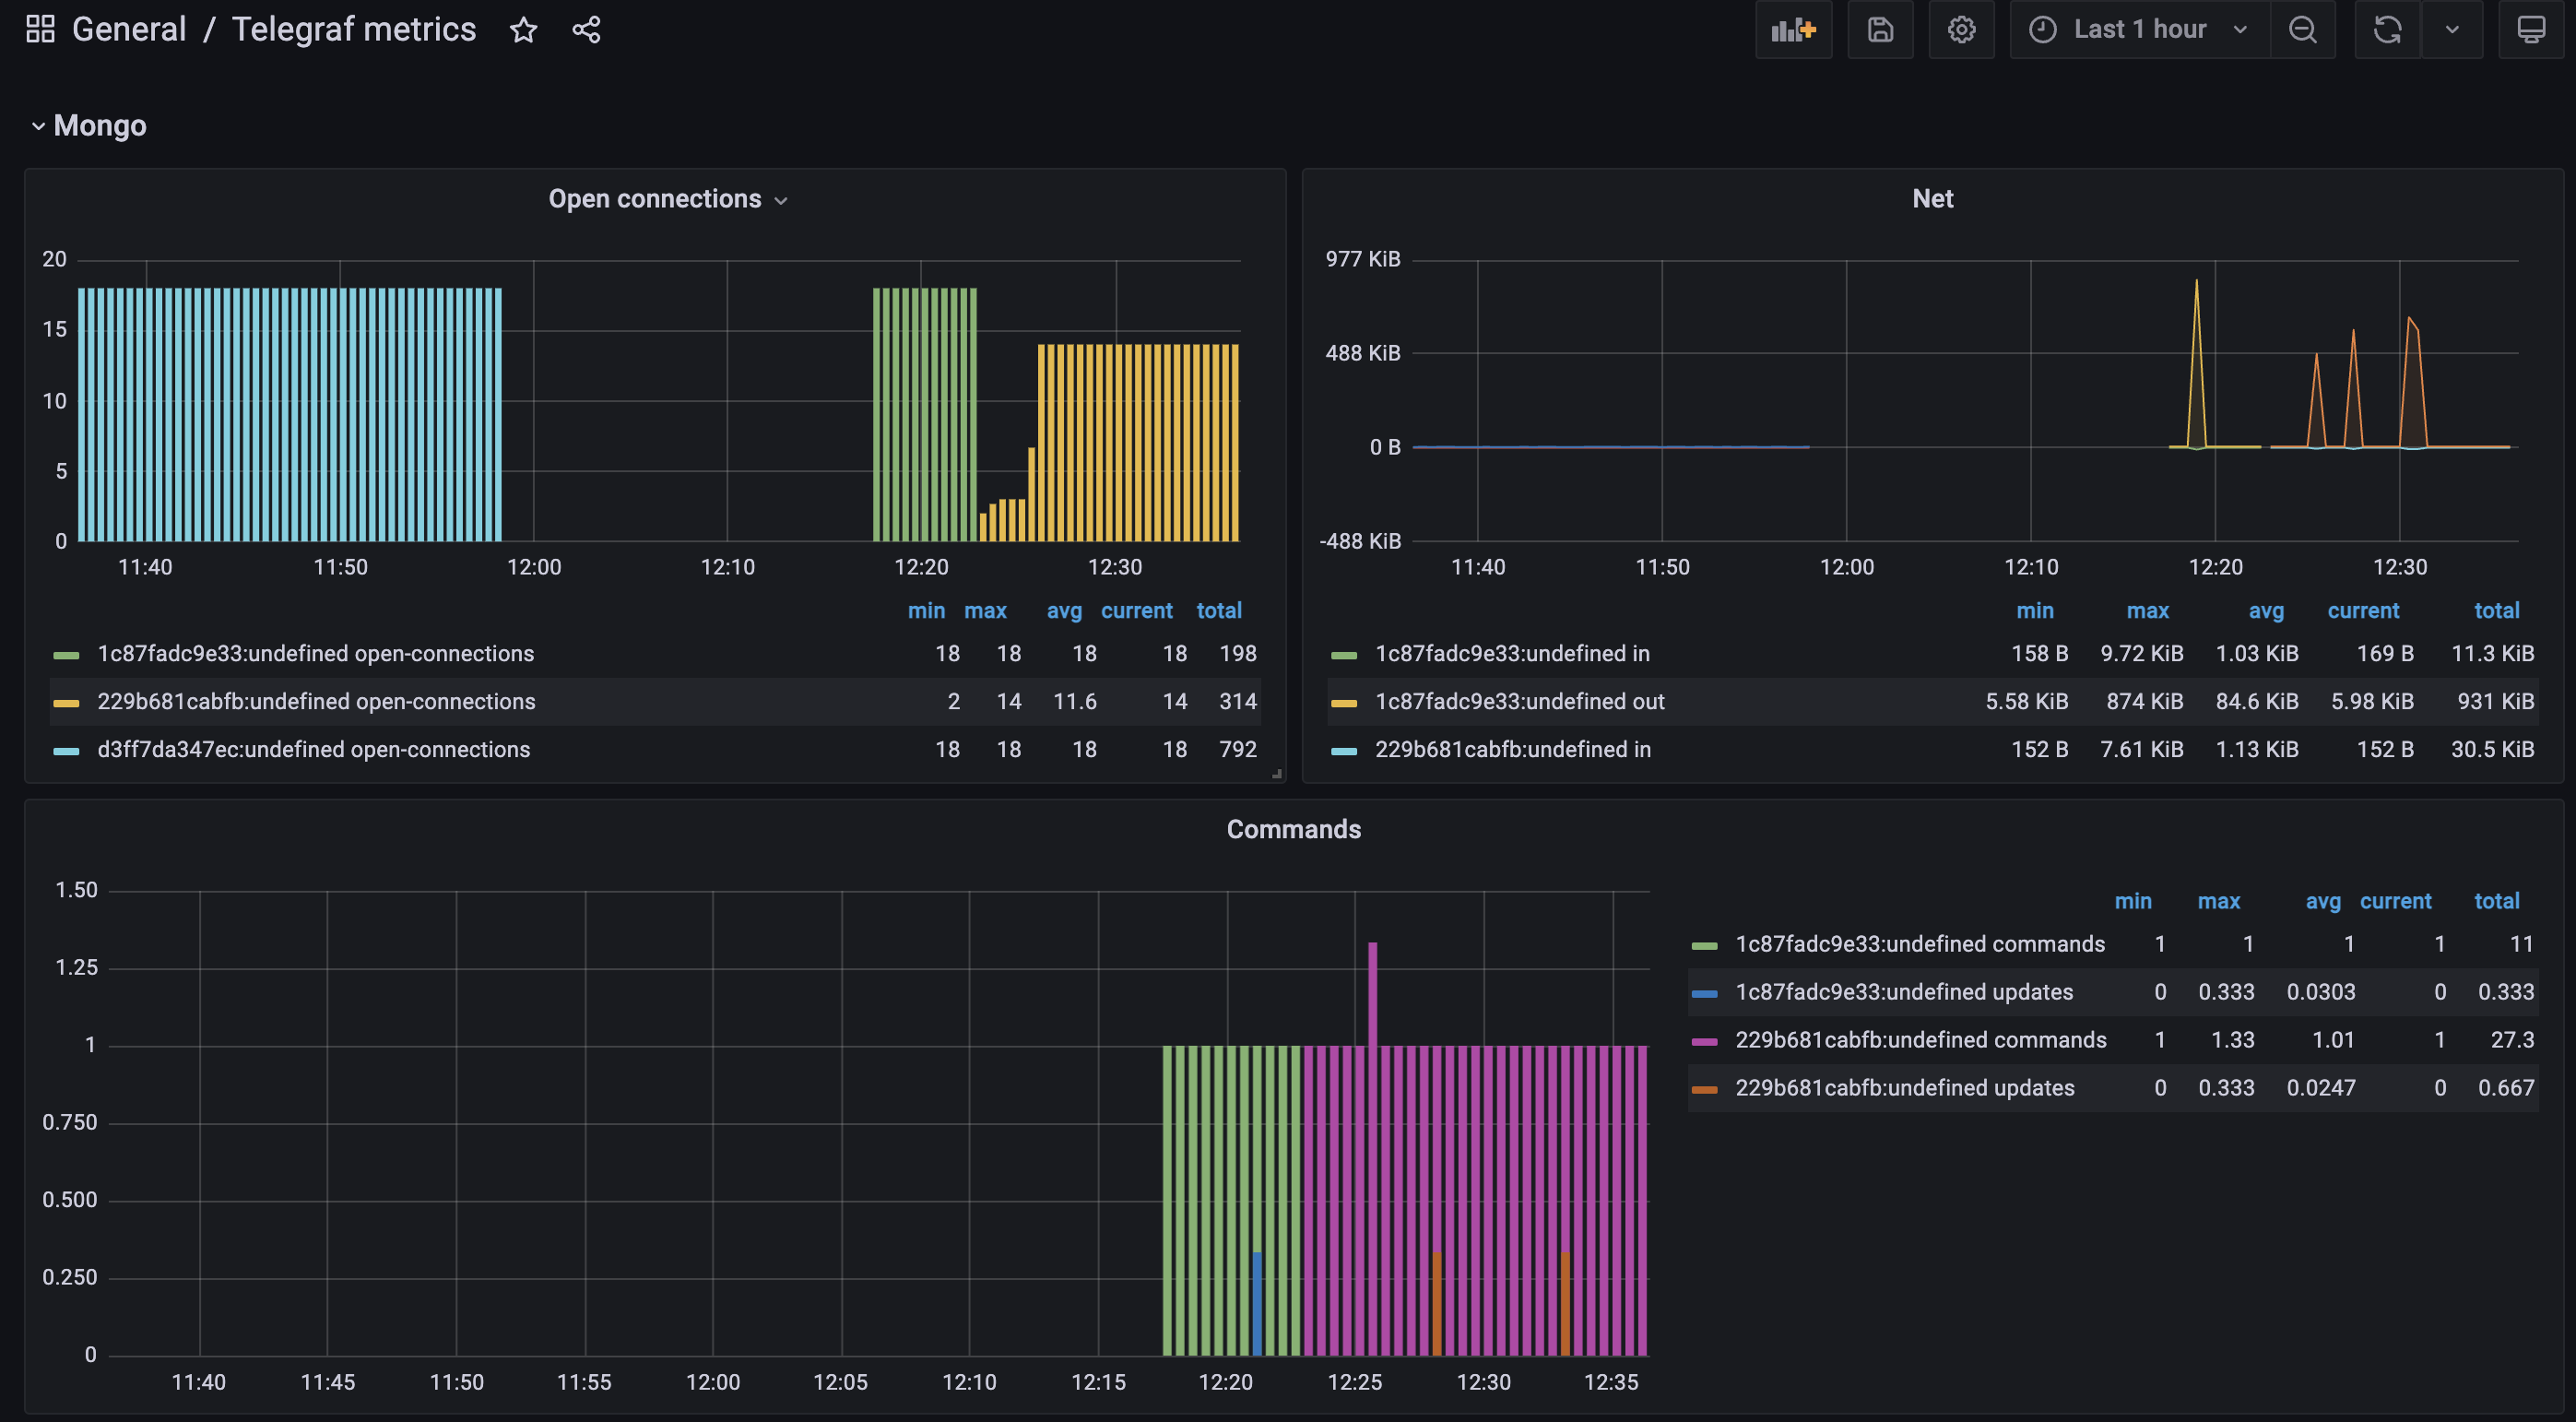 General / Telegraf metrics
Last 1 hour
Mongo
Open connections
20
15
10
5
0
11:40 11:50 12:00 12:10 12:20 12:30
min max avg current total
1c87fadc9e33:undefined open-connections 18 18 18 18 198
229b681cabfb:undefined open-connections 2 14 11.6 14 314
d3ff7da347ec:undefined open-connections 18 18 18 18 792
Net
977 KiB
488 KiB
0 B
-488 KiB
11:40 11:50 12:00 12:10 12:20 12:30
min max avg current total
1c87fadc9e33:undefined in 158 B 9.72 KiB 1.03 KiB 169 B 11.3 KiB
1c87fadc9e33:undefined out 5.58 KiB 874 KiB 84.6 KiB 5.98 KiB 931 KiB
229b681cabfb:undefined in 152 B 7.61 KiB 1.13 KiB 152 B 30.5 KiB
Commands
1.50
1.25
1
0.750
0.500
0.250
0
11:40 11:45 11:50 11:55 12:00 12:05 12:10 12:15 12:20 12:25 12:30 12:35
min max avg current total
1c87fadc9e33:undefined commands 1 1 1 1 11
1c87fadc9e33:undefined updates 0 0.333 0.0303 0 0.333
229b681cabfb:undefined commands 1 1.33 1.01 1 27.3
229b681cabfb:undefined updates 0 0.333 0.0247 0 0.667